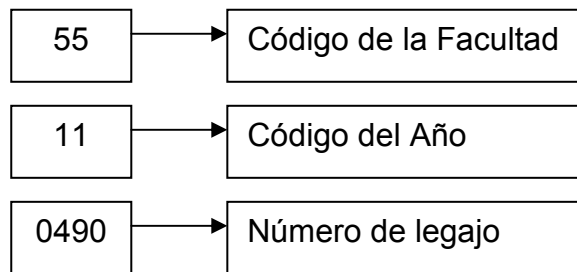 55 Código de la Facultad
11 Código del Año
0490 Número de legajo